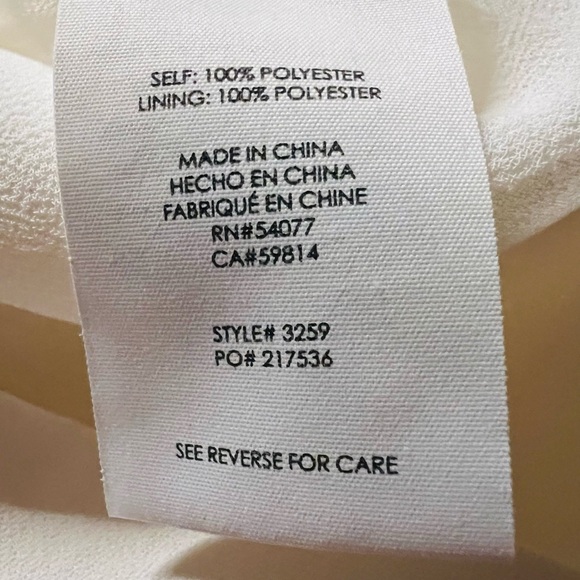 SELF: 100% POLYESTER
LINING: 100% POLYESTER
MADE IN CHINA
HECHO EN CHINA
FABRIQUÉ EN CHINE
RN#54077
CA#59814
STYLE# 3259
PO# 217536
SEE REVERSE FOR CARE